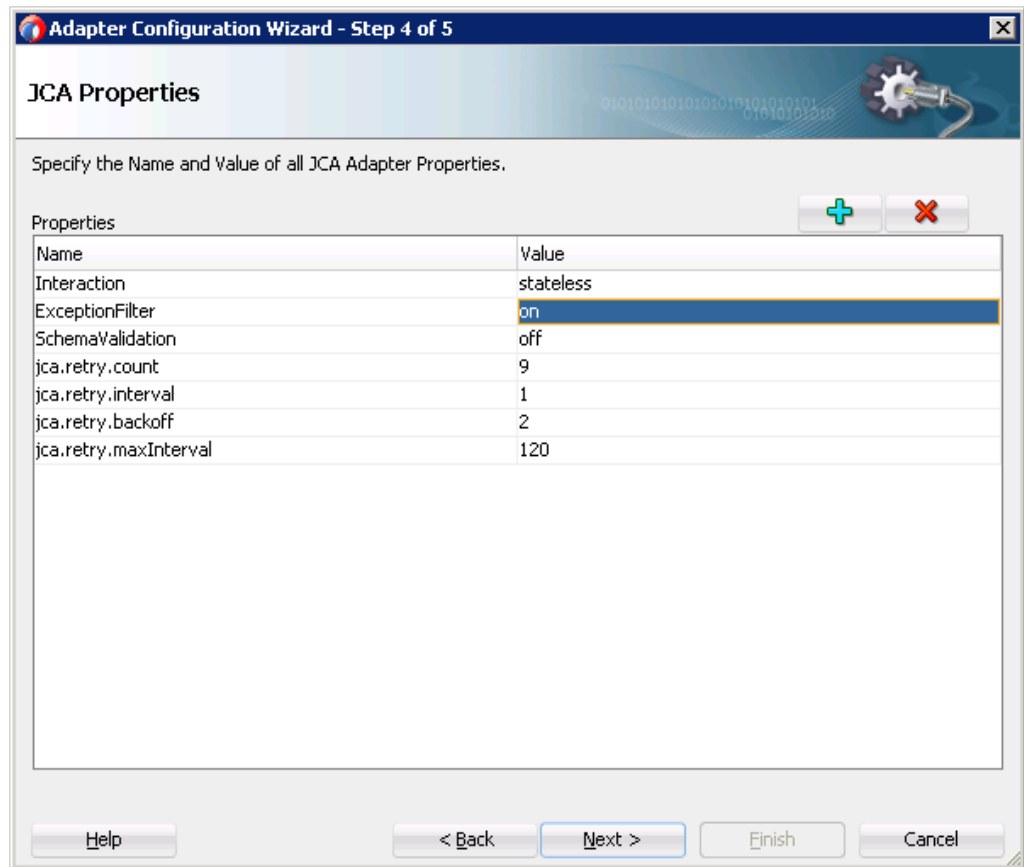 Adapter Configuration Wizard - Step 4 of 5
JCA Properties
Specify the Name and Value of all JCA Adapter Properties.
Properties
Name Value
Interaction stateless
ExceptionFilter on
SchemaValidation off
jca.retry.count 9
jca.retry.interval 1
jca.retry.backoff 2
jca.retry.maxInterval 120
Help < Back Next > Finish Cancel